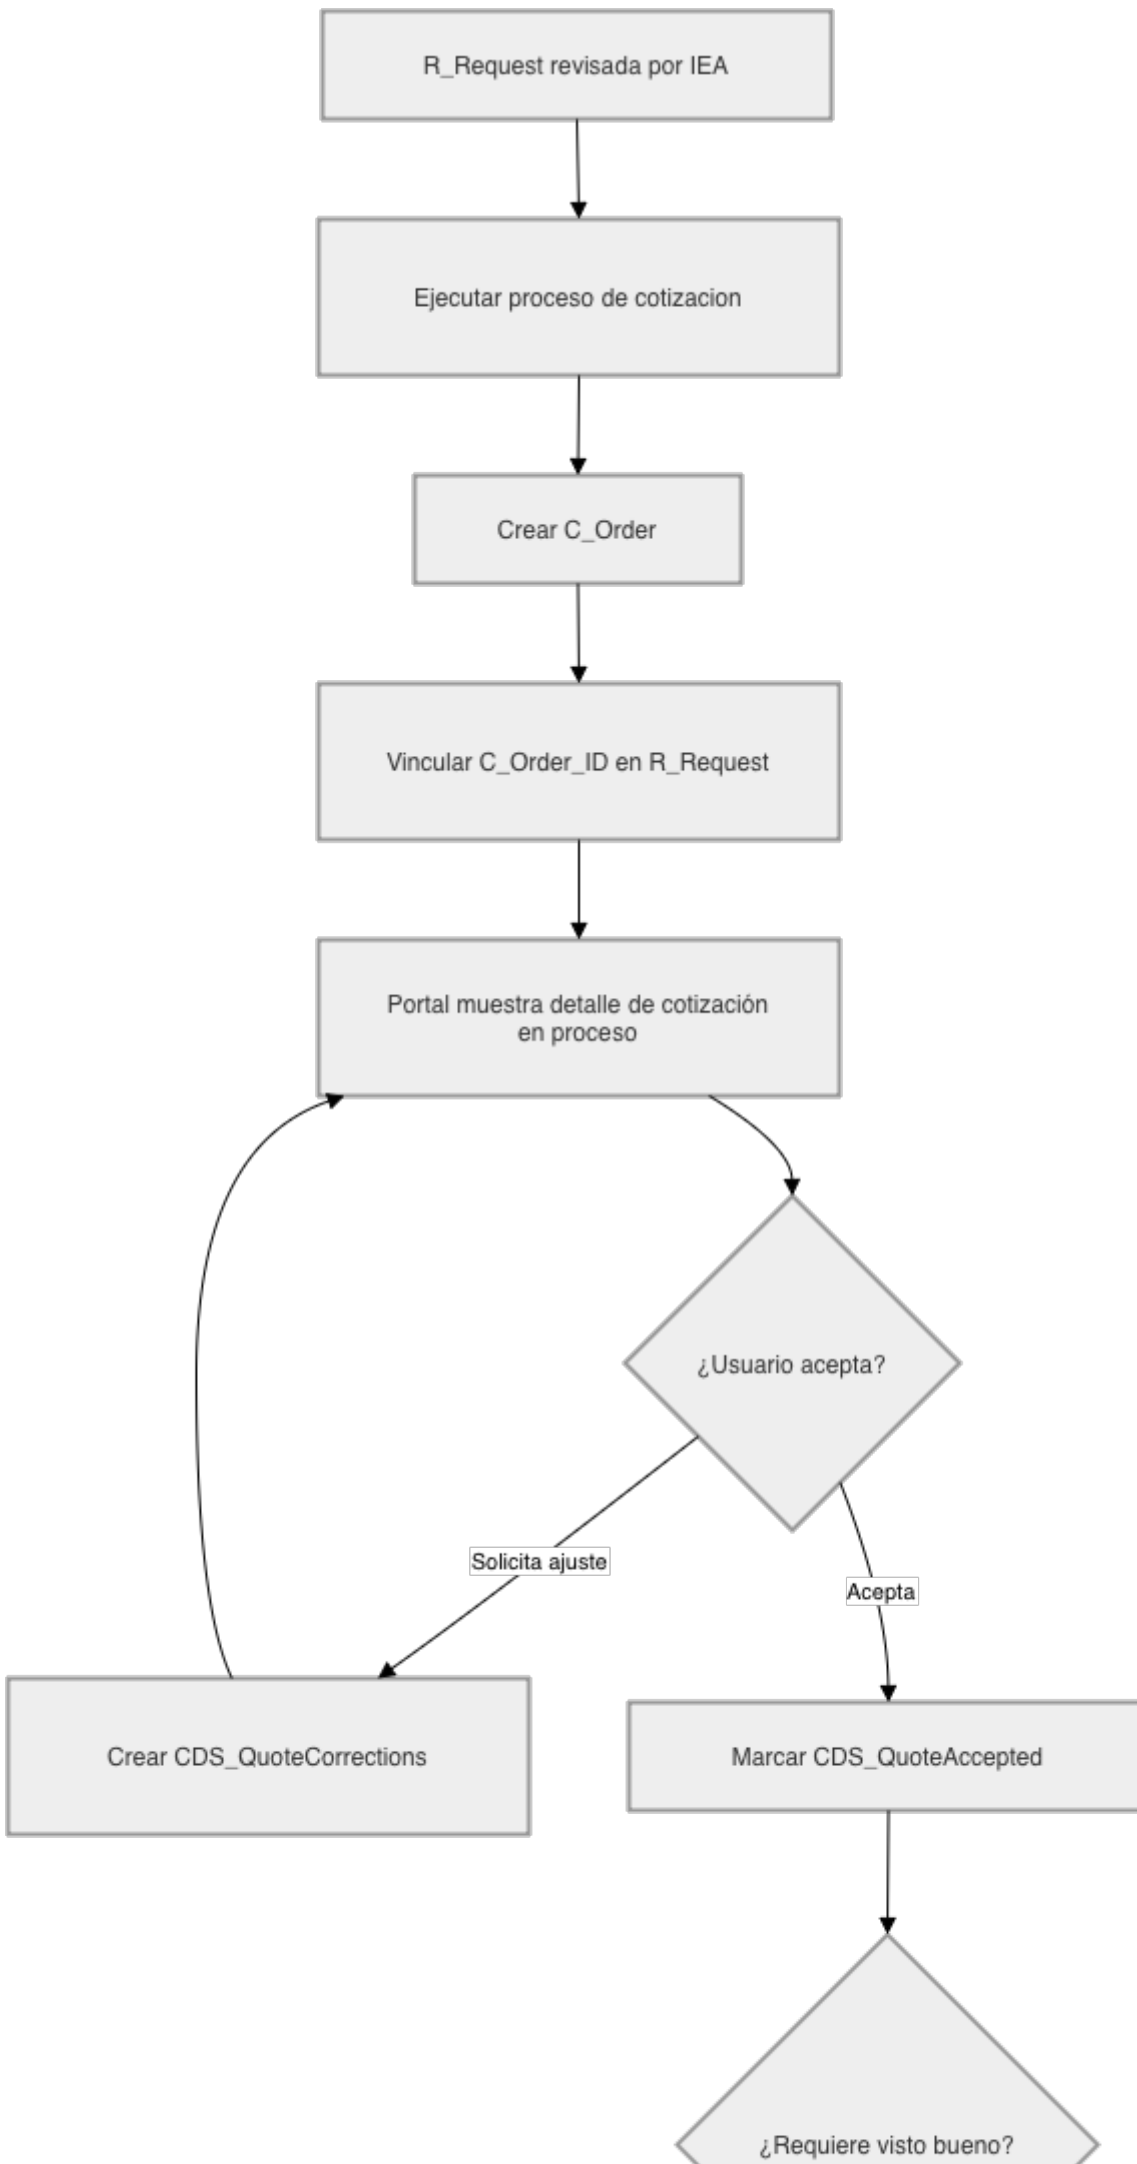 R_Request revisada por IEA
Ejecutar proceso de cotizacion
Crear C_Order
Vincular C_Order_ID en R_Request
Portal muestra detalle de cotización
en proceso
¿Usuario acepta?
Solicita ajuste
Acepta
Crear CDS_QuoteCorrections
Marcar CDS_QuoteAccepted
¿Requiere visto bueno?